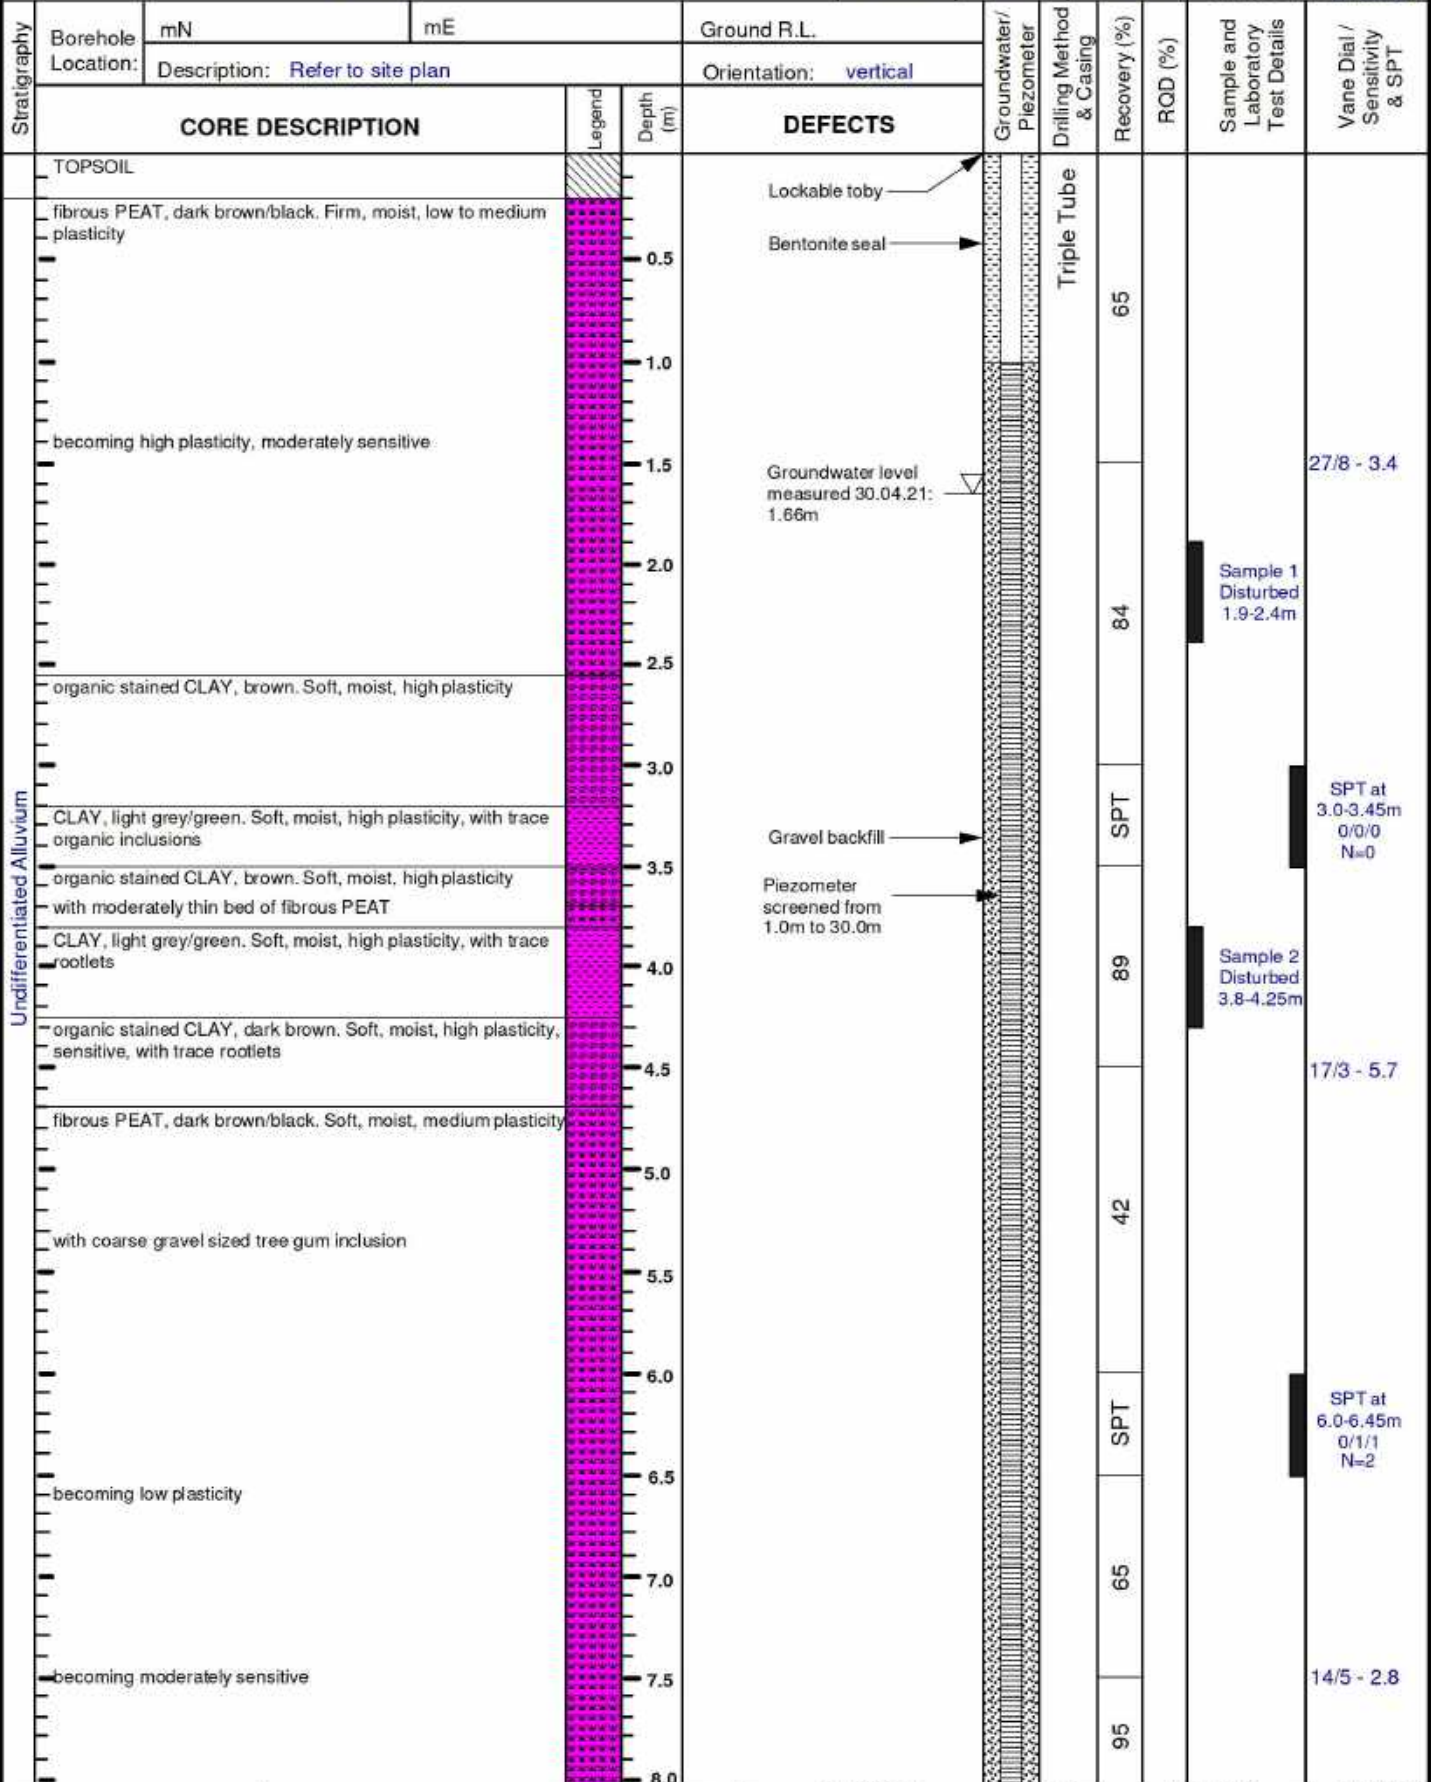 Stratigraphy
Borehole
Location:
mN
mE
Ground R.L.
Description: Refer to site plan
Orientation: vertical
CORE DESCRIPTION
Legend
Depth
(m)
DEFECTS
Groundwater/
Piezometer
Drilling Method
& Casing
Recovery (%)
RQD (%)
Sample and
Laboratory
Test Details
Vane Dial /
Sensitivity
& SPT
TOPSOIL
Lockable toby
Triple Tube
fibrous PEAT, dark brown/black. Firm, moist, low to medium
plasticity
Bentonite seal
0.5
65
1.0
becoming high plasticity, moderately sensitive
1.5
27/8 - 3.4
Groundwater level
measured 30.04.21:
1.66m
2.0
Sample 1
Disturbed
1.9-2.4m
84
2.5
organic stained CLAY, brown. Soft, moist, high plasticity
3.0
Undifferentiated Alluvium
SPT
SPT at
3.0-3.45m
0/0/0
N=0
CLAY, light grey/green. Soft, moist, high plasticity, with trace
organic inclusions
Gravel backfill
3.5
organic stained CLAY, brown. Soft, moist, high plasticity
with moderately thin bed of fibrous PEAT
Piezometer
screened from
1.0m to 30.0m
CLAY, light grey/green. Soft, moist, high plasticity, with trace
rootlets
4.0
89
Sample 2
Disturbed
3.8-4.25m
organic stained CLAY, dark brown. Soft, moist, high plasticity,
sensitive, with trace rootlets
4.5
17/3 - 5.7
fibrous PEAT, dark brown/black. Soft, moist, medium plasticity
5.0
42
with coarse gravel sized tree gum inclusion
5.5
6.0
SPT
SPT at
6.0-6.45m
0/1/1
N=2
6.5
becoming low plasticity
7.0
65
becoming moderately sensitive
7.5
14/5 - 2.8
95
8.0